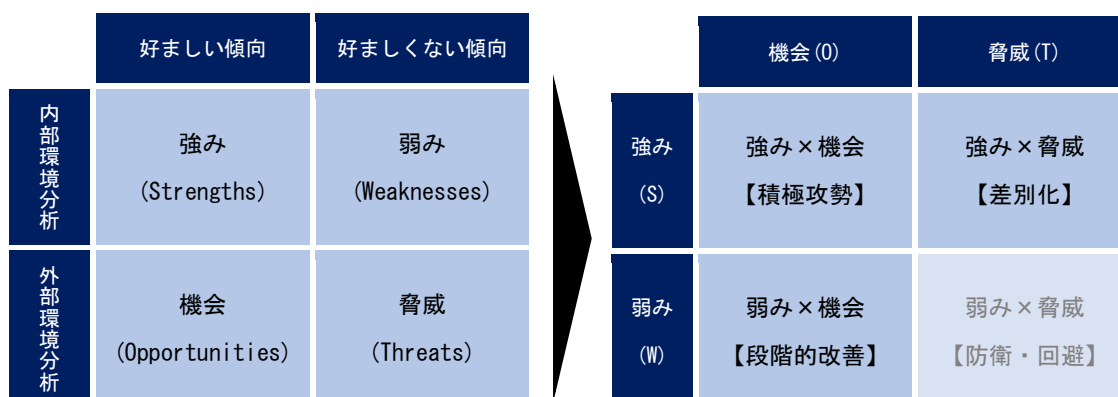 好ましい傾向
好ましくない傾向
内部環境分析
強み
(Strengths)
弱み
(Weaknesses)
外部環境分析
機会
(Opportunities)
脅威
(Threats)
機会(O)
脅威(T)
強み
(S)
強み×機会
【積極攻勢】
強み×脅威
【差別化】
弱み
(W)
弱み×機会
【段階的改善】
弱み×脅威
【防衛・回避】